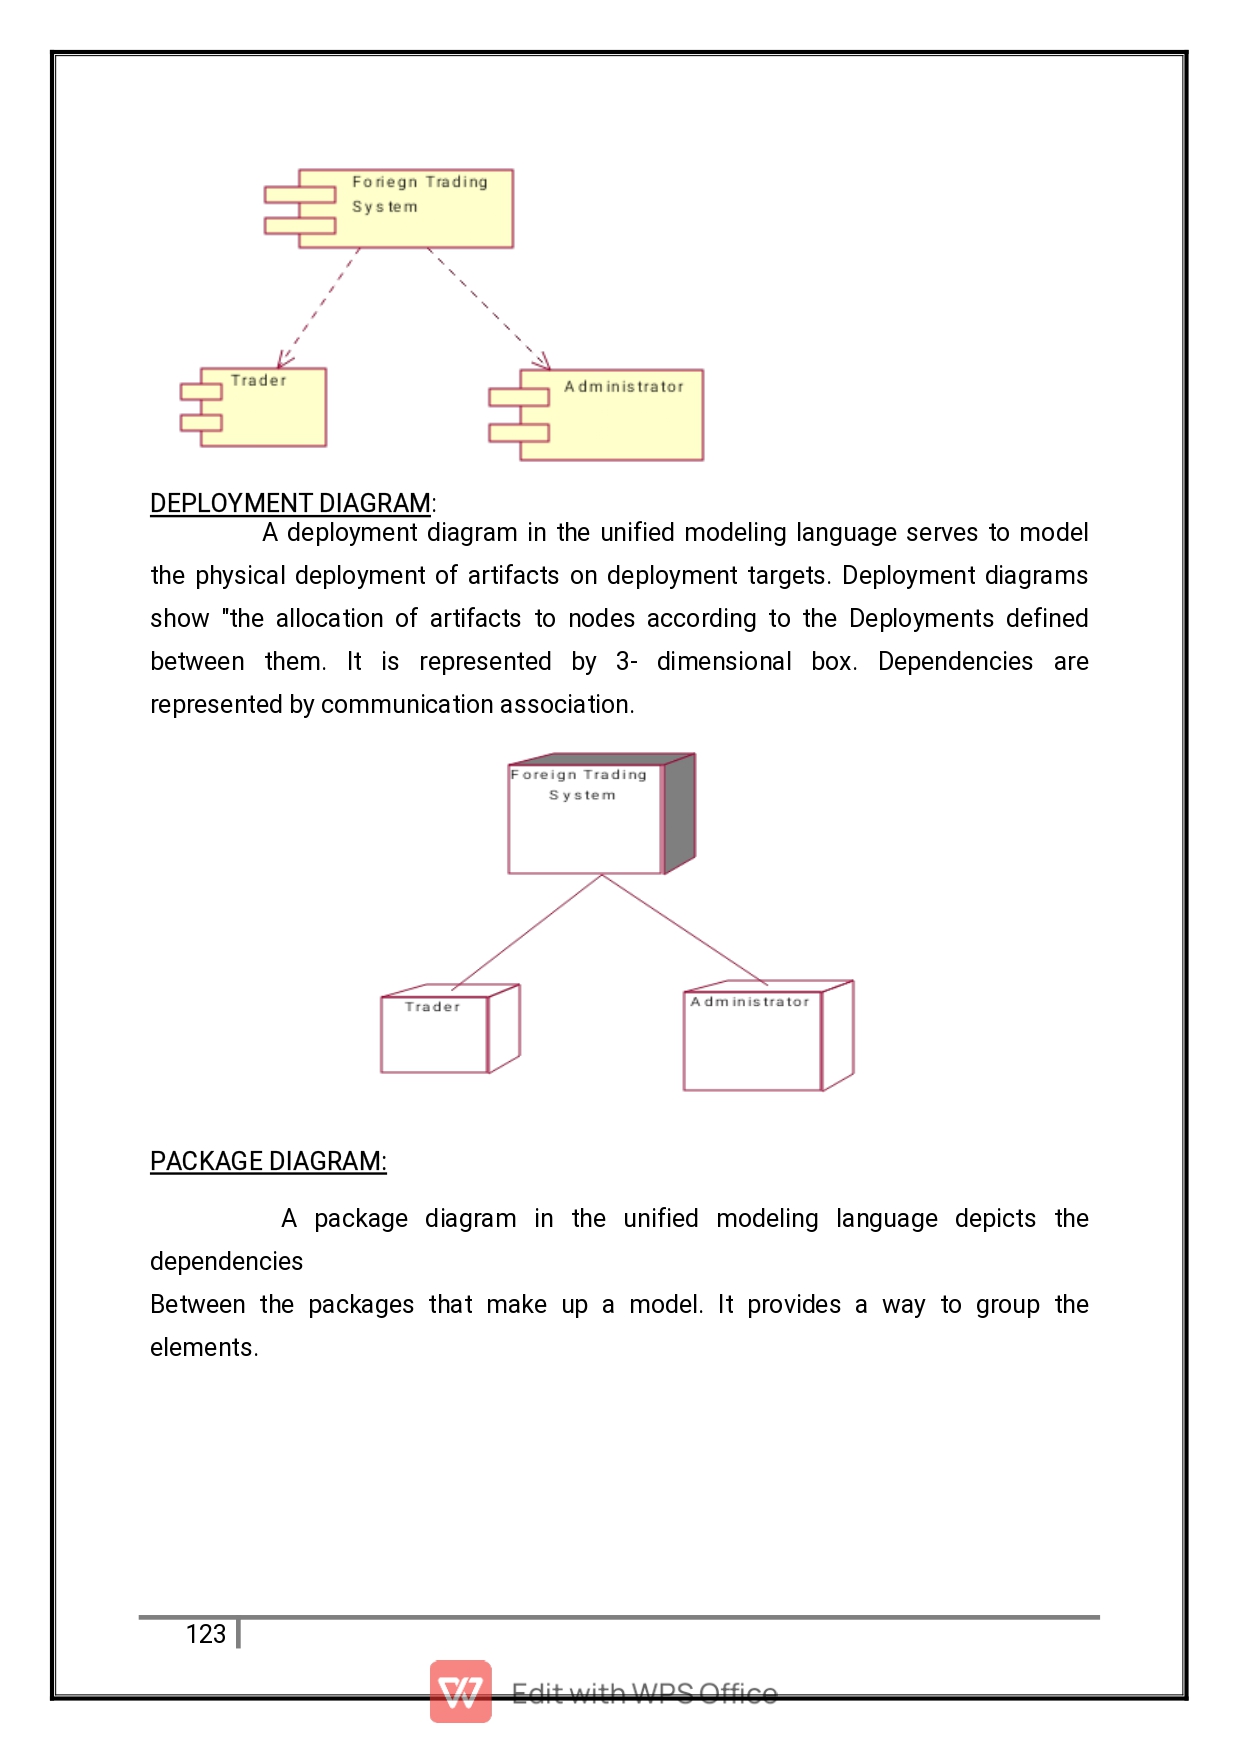 Foriegn Trading
System
Trader
Administrator
DEPLOYMENT DIAGRAM:
A deployment diagram in the unified modeling language serves to model
the physical deployment of artifacts on deployment targets. Deployment diagrams
show "the allocation of artifacts to nodes according to the Deployments defined
between them. It is represented by 3- dimensional box. Dependencies are
represented by communication association.
Foreign Trading
System
Trader
Administrator
PACKAGE DIAGRAM:
A package diagram in the unified modeling language depicts the
dependencies
Between the packages that make up a model. It provides a way to group the
elements.
123
Edit with WPS Office